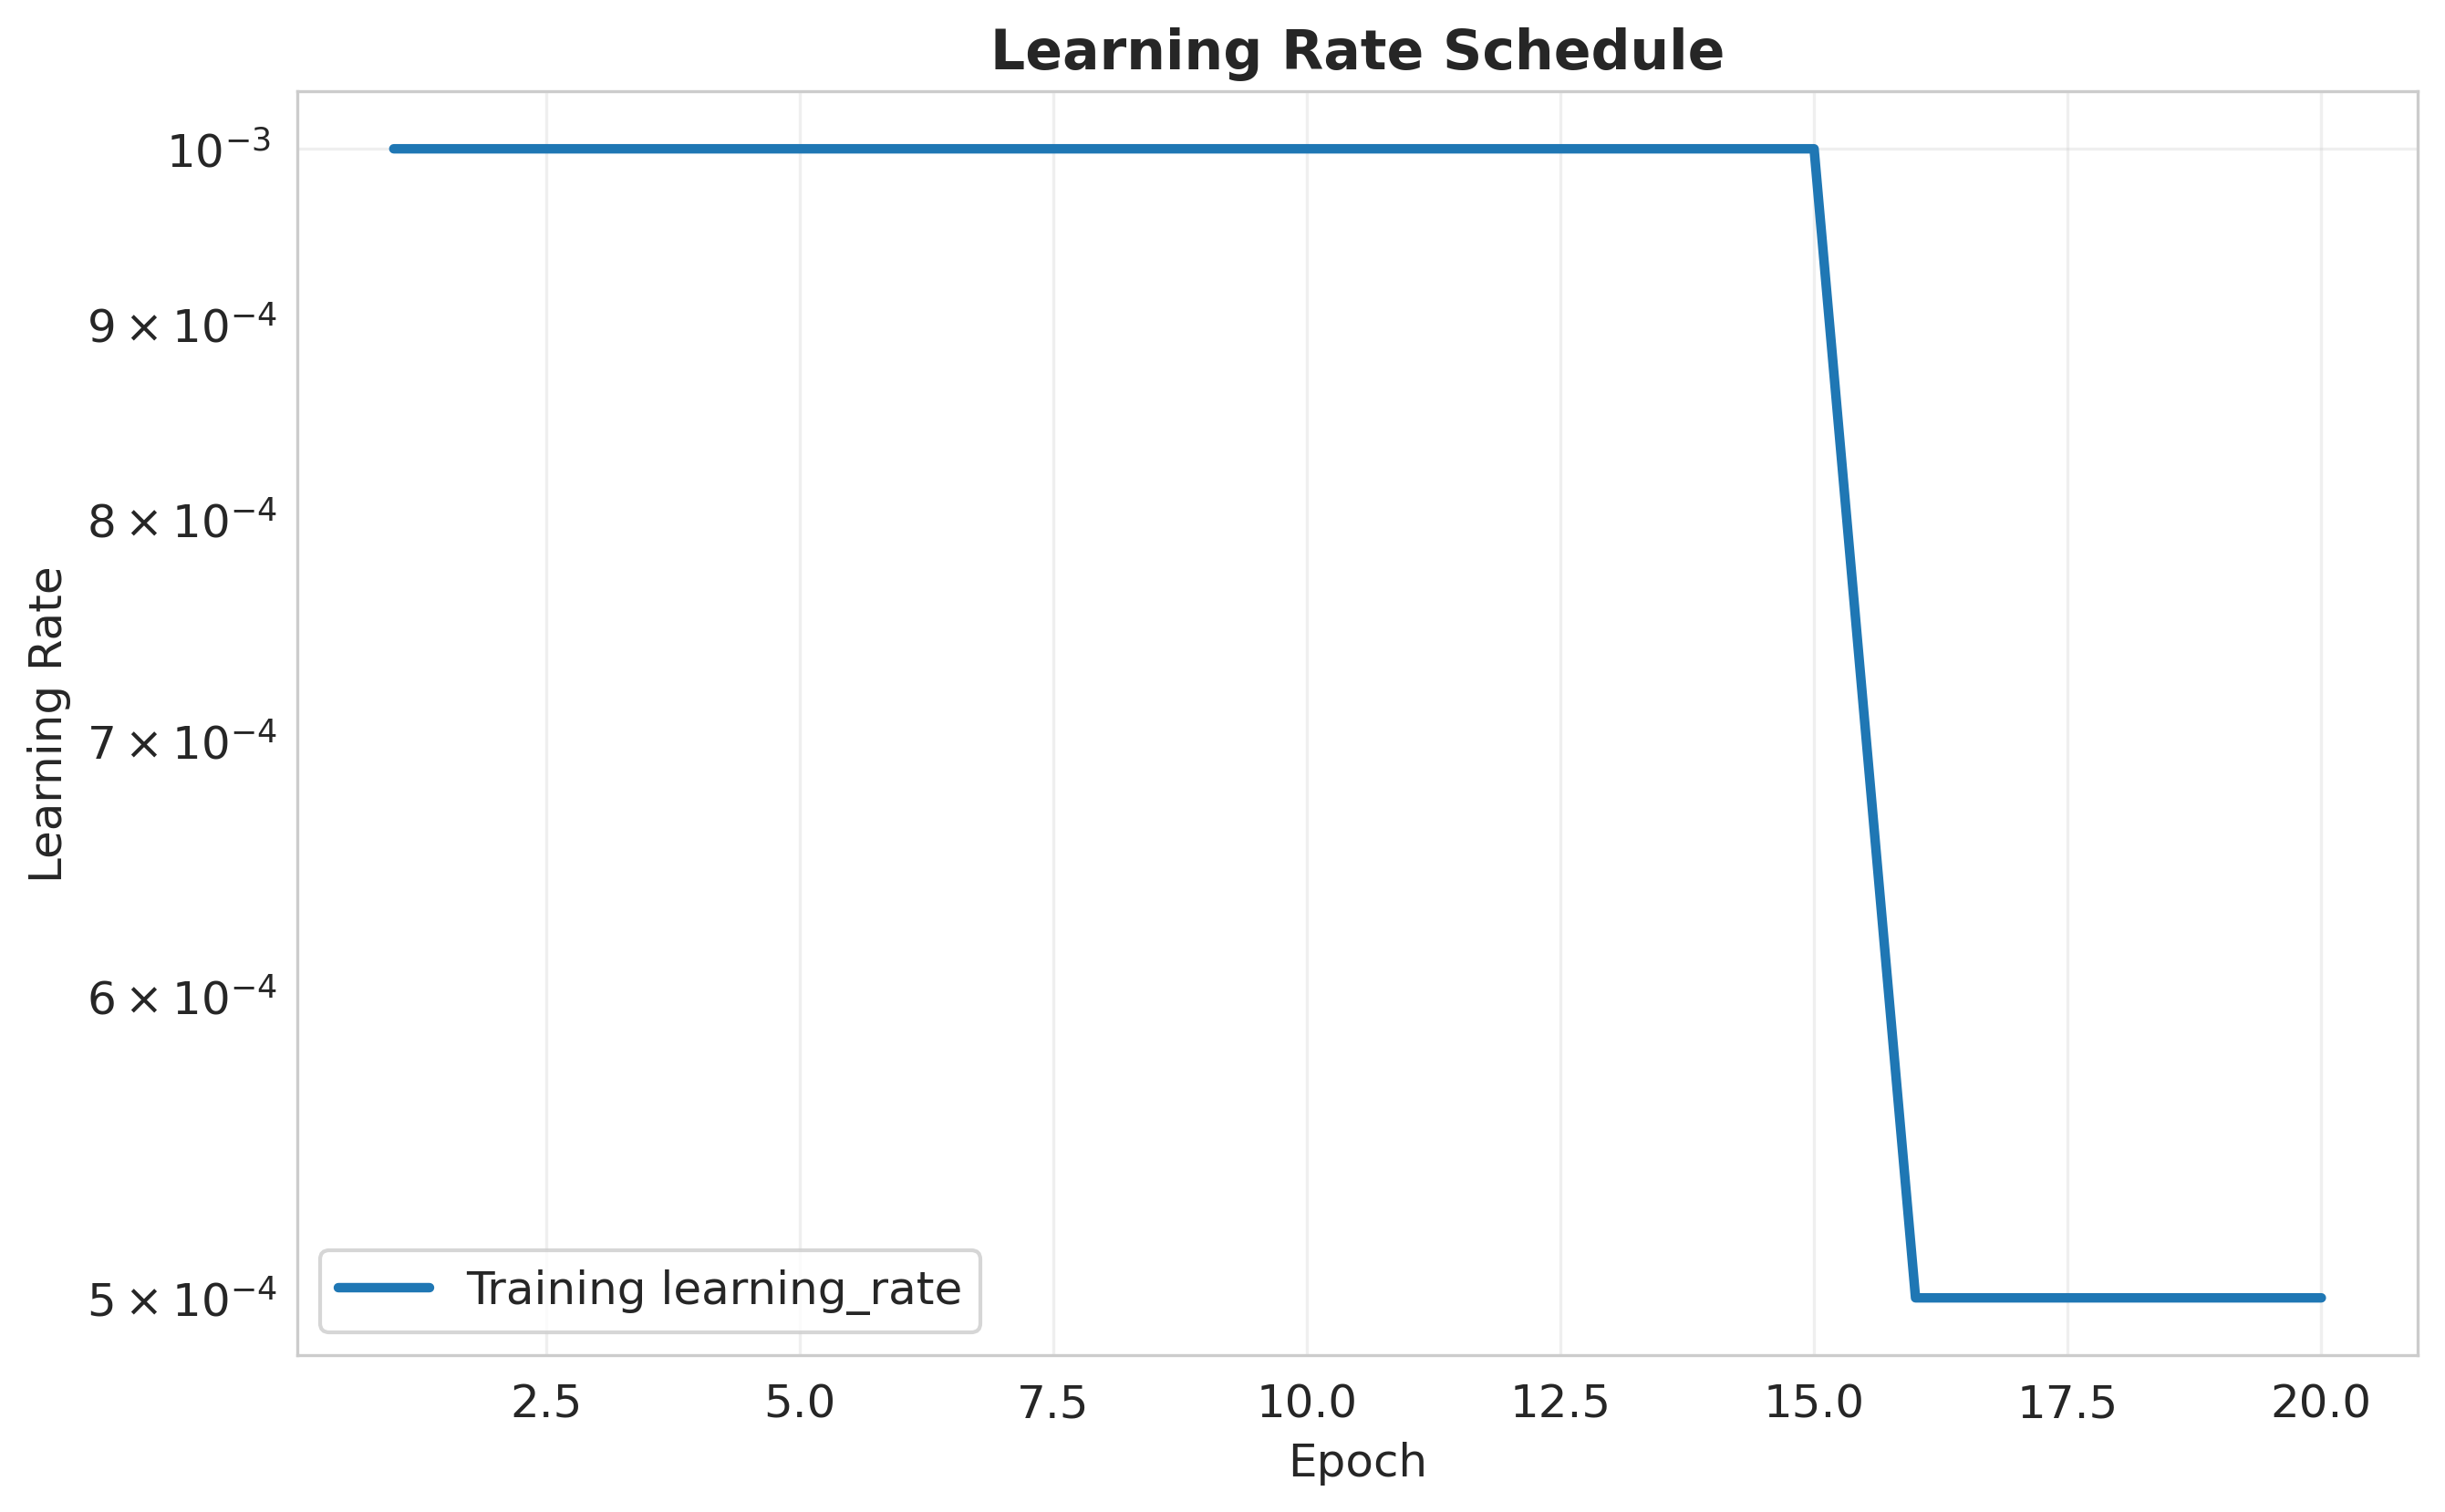 Learning Rate Schedule
10⁻³
9 × 10⁻⁴
8 × 10⁻⁴
7 × 10⁻⁴
6 × 10⁻⁴
5 × 10⁻⁴
Learning Rate
Training learning_rate
2.5 5.0 7.5 10.0 12.5 15.0 17.5 20.0
Epoch